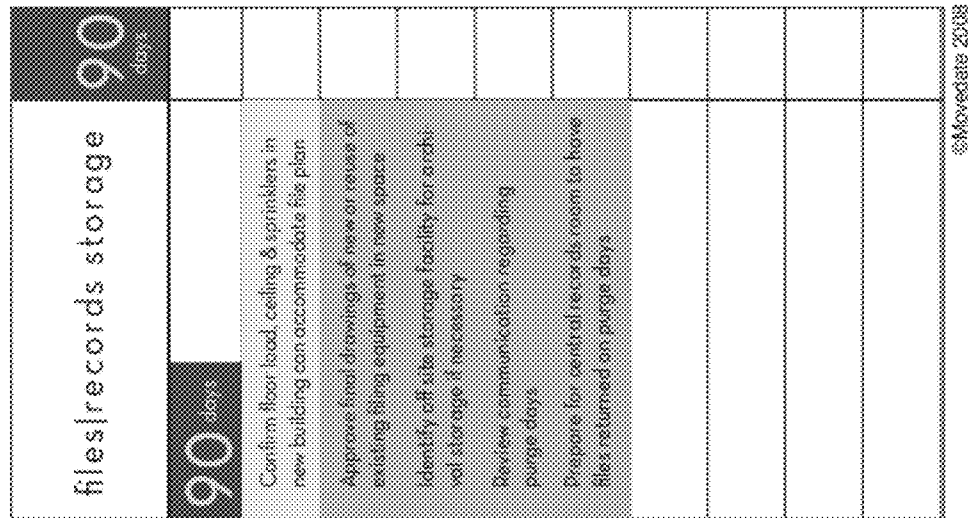 files|records storage
90
days
90 days
Confirm floor load, ceiling & sprinklers in
new building can accommodate file plan
Approve final drawings of new or reuse of
existing filing equipment in new space
Identify off site storage facility for archi
val storage if necessary
Review communication regarding
purge days
Prepare for central records room to have
files returned on purge days
©Movedate 2008